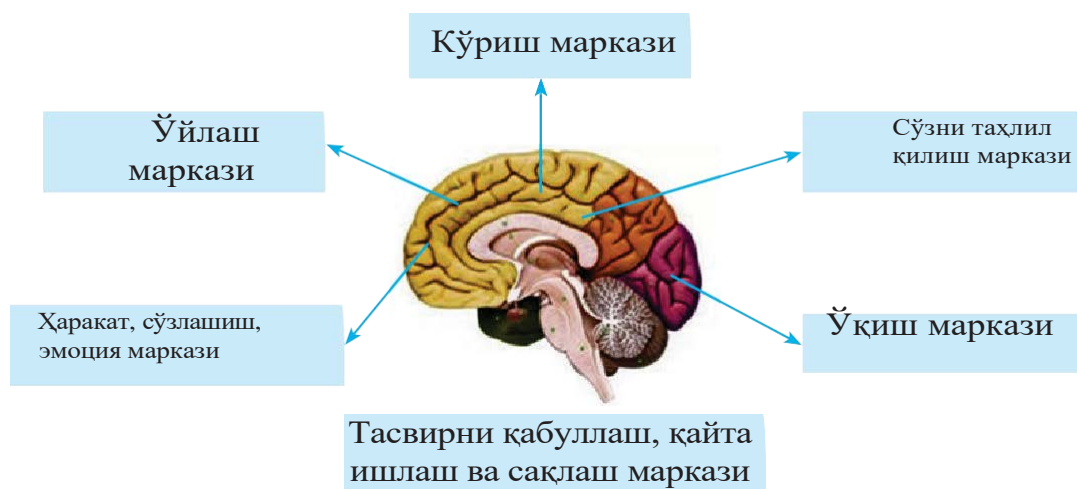 Кўриш маркази
Ўйлаш
маркази
Сўзни таҳлил
қилиш маркази
Ҳаракат, сўзлашиш,
эмоция маркази
Ўқиш маркази
Тасвирни қабуллаш, қайта
ишлаш ва сақлаш маркази